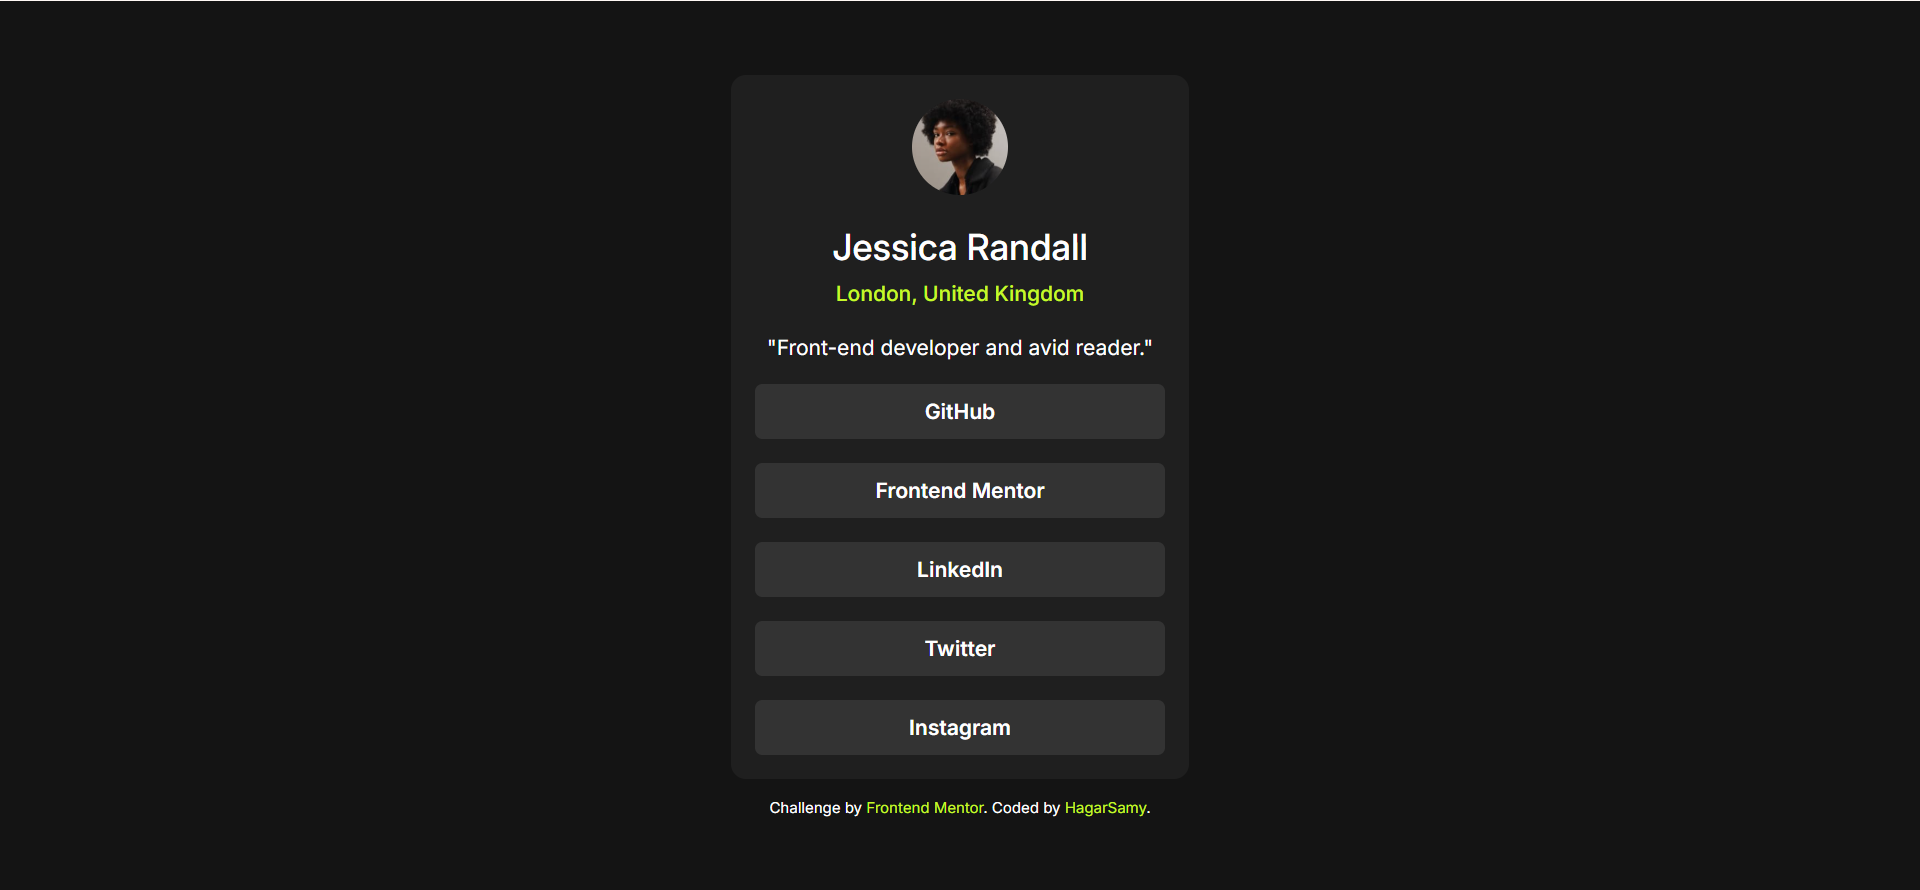 Jessica Randall
London, United Kingdom
"Front-end developer and avid reader."
GitHub
Frontend Mentor
LinkedIn
Twitter
Instagram
Challenge by Frontend Mentor. Coded by HagarSamy.